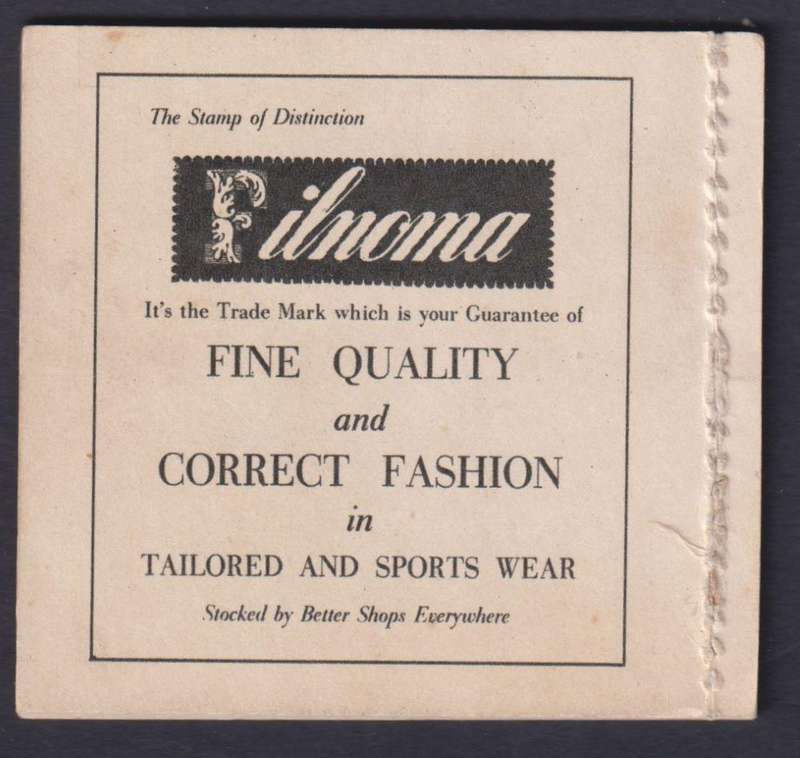 The Stamp of Distinction
Filnoma
It's the Trade Mark which is your Guarantee of
FINE QUALITY
and
CORRECT FASHION
in
TAILORED AND SPORTS WEAR
Stocked by Better Shops Everywhere